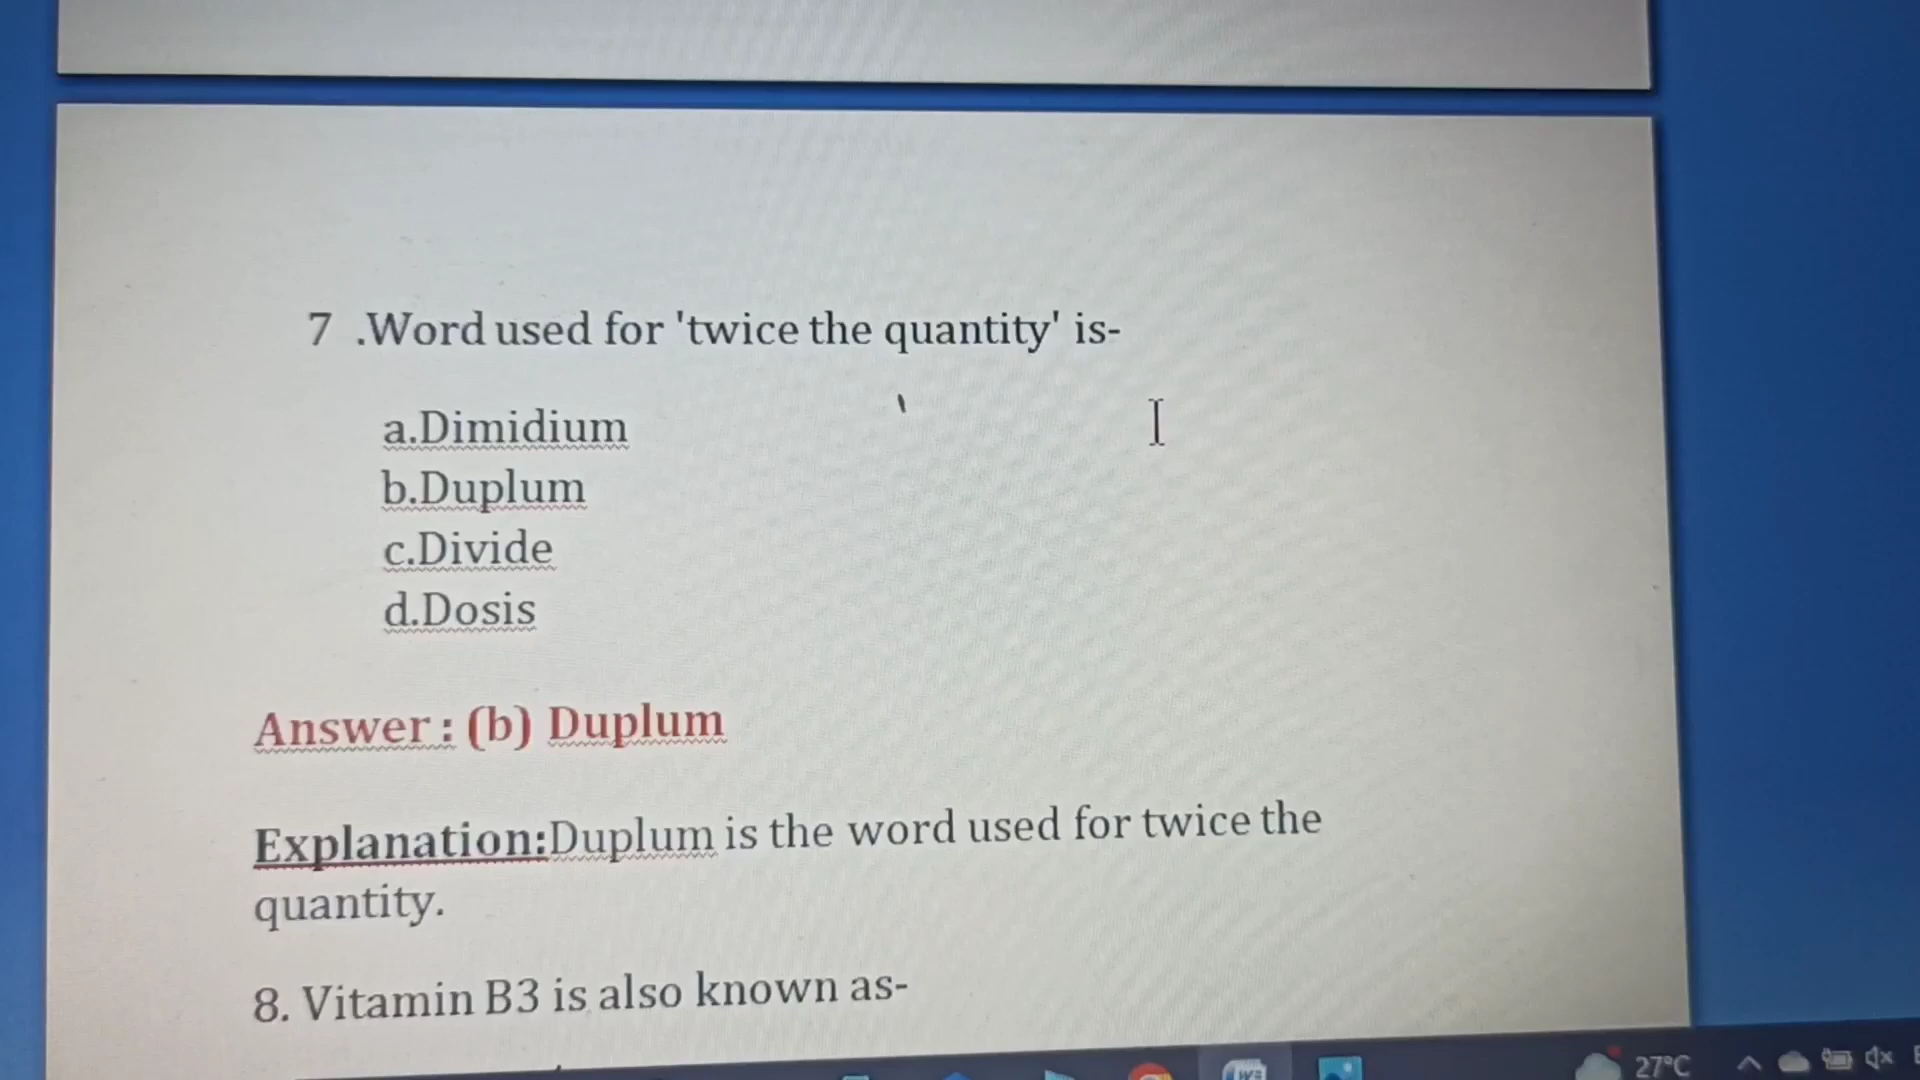 7 .Word used for 'twice the quantity' is-
a.Dimidium
b.Duplum
c.Divide
d.Dosis
Answer : (b) Duplum
Explanation:Duplum is the word used for twice the
quantity.
8. Vitamin B3 is also known as-
27°C